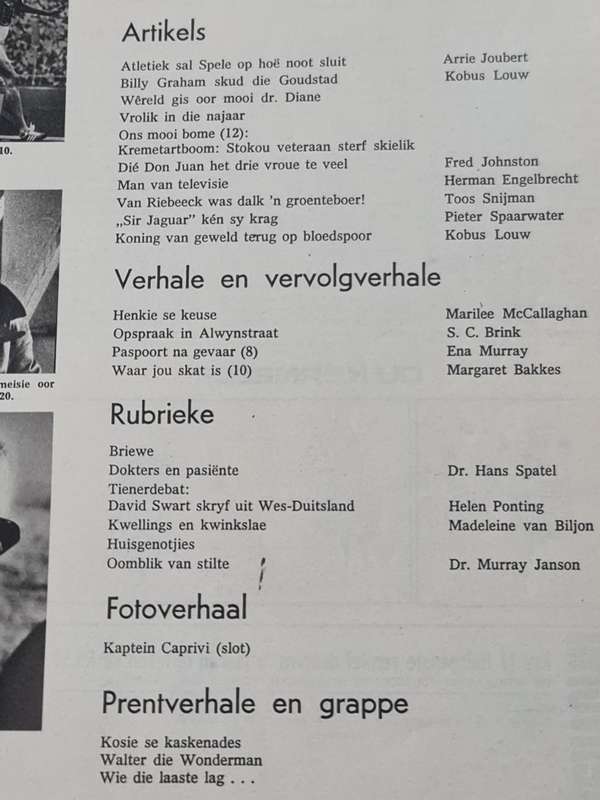 Artikels
Atletiek sal Spele op hoë noot sluit Arrie Joubert
Billy Graham skud die Goudstad Kobus Louw
Wêreld gis oor mooi dr. Diane
Vrolik in die najaar
Ons mooi bome (12):
Kremetartboom: Stokou veteraan sterf skielik
Dié Don Juan het drie vroue te veel Fred Johnston
Man van televisie Herman Engelbrecht
Van Riebeeck was dalk 'n groenteboer! Toos Snijman
„Sir Jaguar” kén sy krag Pieter Spaarwater
Koning van geweld terug op bloedspoor Kobus Louw
10.
Verhale en vervolgverhale
Henkie se keuse Marilèe McCallaghan
Opspraak in Alwynstraat S. C. Brink
Paspoort na gevaar (8) Ena Murray
Waar jou skat is (10) Margaret Bakkes
meisie oor
20.
Rubrieke
Briewe
Dokters en pasiënte Dr. Hans Spatel
Tienerdebat:
David Swart skryf uit Wes-Duitsland Helen Ponting
Kwellings en kwinkslae Madeleine van Biljon
Huisgenotjies
Oomblik van stilte Dr. Murray Janson
Fotoverhaal
Kaptein Caprivi (slot)
Prentverhale en grappe
Kosie se kaskenades
Walter die Wonderman
Wie die laaste lag . . .